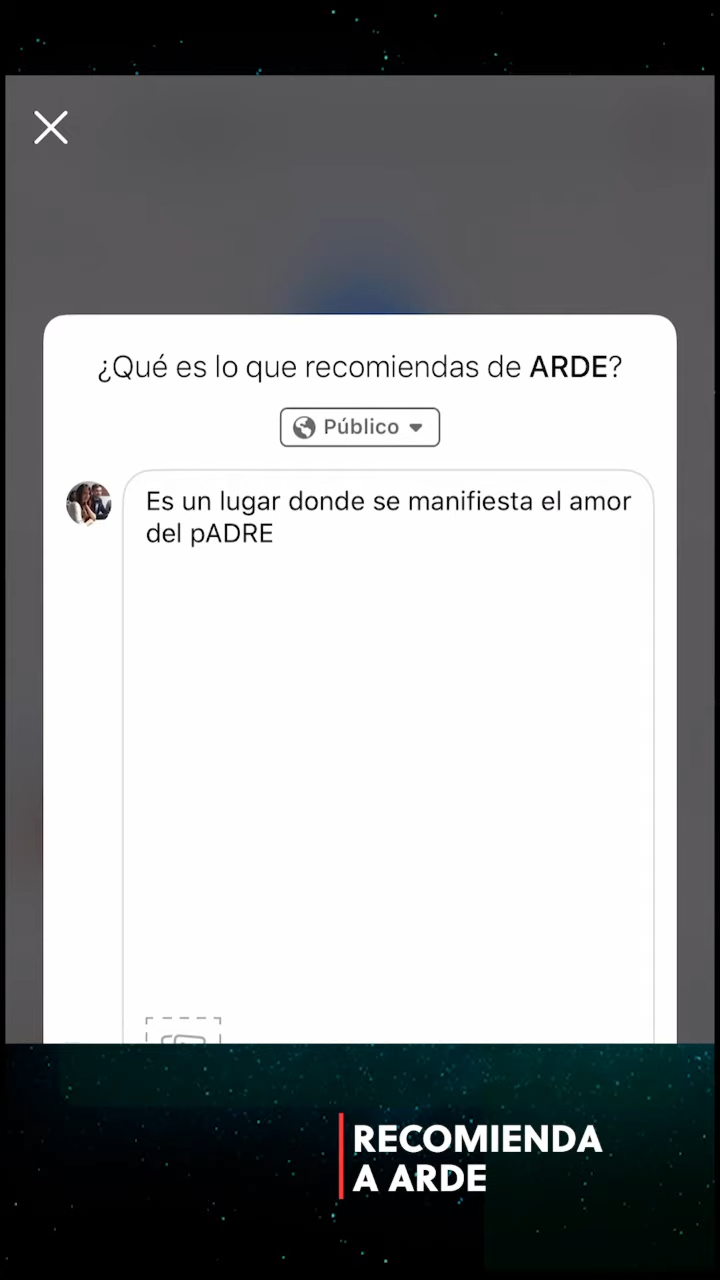 ¿Qué es lo que recomiendas de ARDE?
Público
Es un lugar donde se manifiesta el amor
del pADRE
RECOMIENDA
A ARDE